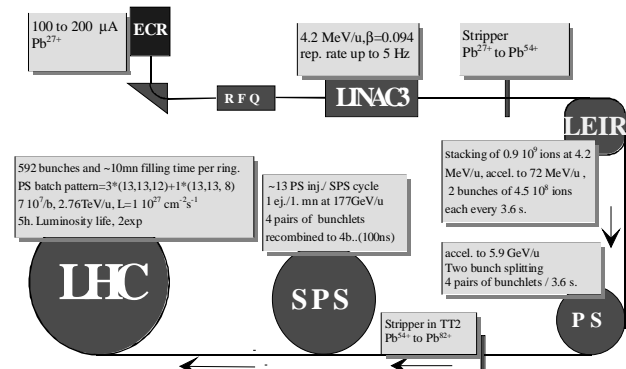 100 to 200 µA
Pb27+
ECR
4.2 MeV/u,β=0.094
rep. rate up to 5 Hz
Stripper
Pb27+ to Pb54+
RFQ
LINAC3
LEIR
stacking of 0.9 10⁹ ions at 4.2
MeV/u, accel. to 72 MeV/u ,
2 bunches of 4.5 10⁸ ions
each every 3.6 s.
592 bunches and ~10mn filling time per ring.
PS batch pattern=3*(13,13,12)+1*(13,13, 8)
7 10⁷/b, 2.76TeV/u, L=1 10²⁷ cm⁻²s⁻¹
5h. Luminosity life, 2exp
~13 PS inj./ SPS cycle
1 ej./1. mn at 177GeV/u
4 pairs of bunchlets
recombined to 4b..(100ns)
accel. to 5.9 GeV/u
Two bunch splitting
4 pairs of bunchlets / 3.6 s.
LHC
SPS
PS
Stripper in TT2
Pb54+ to Pb82+